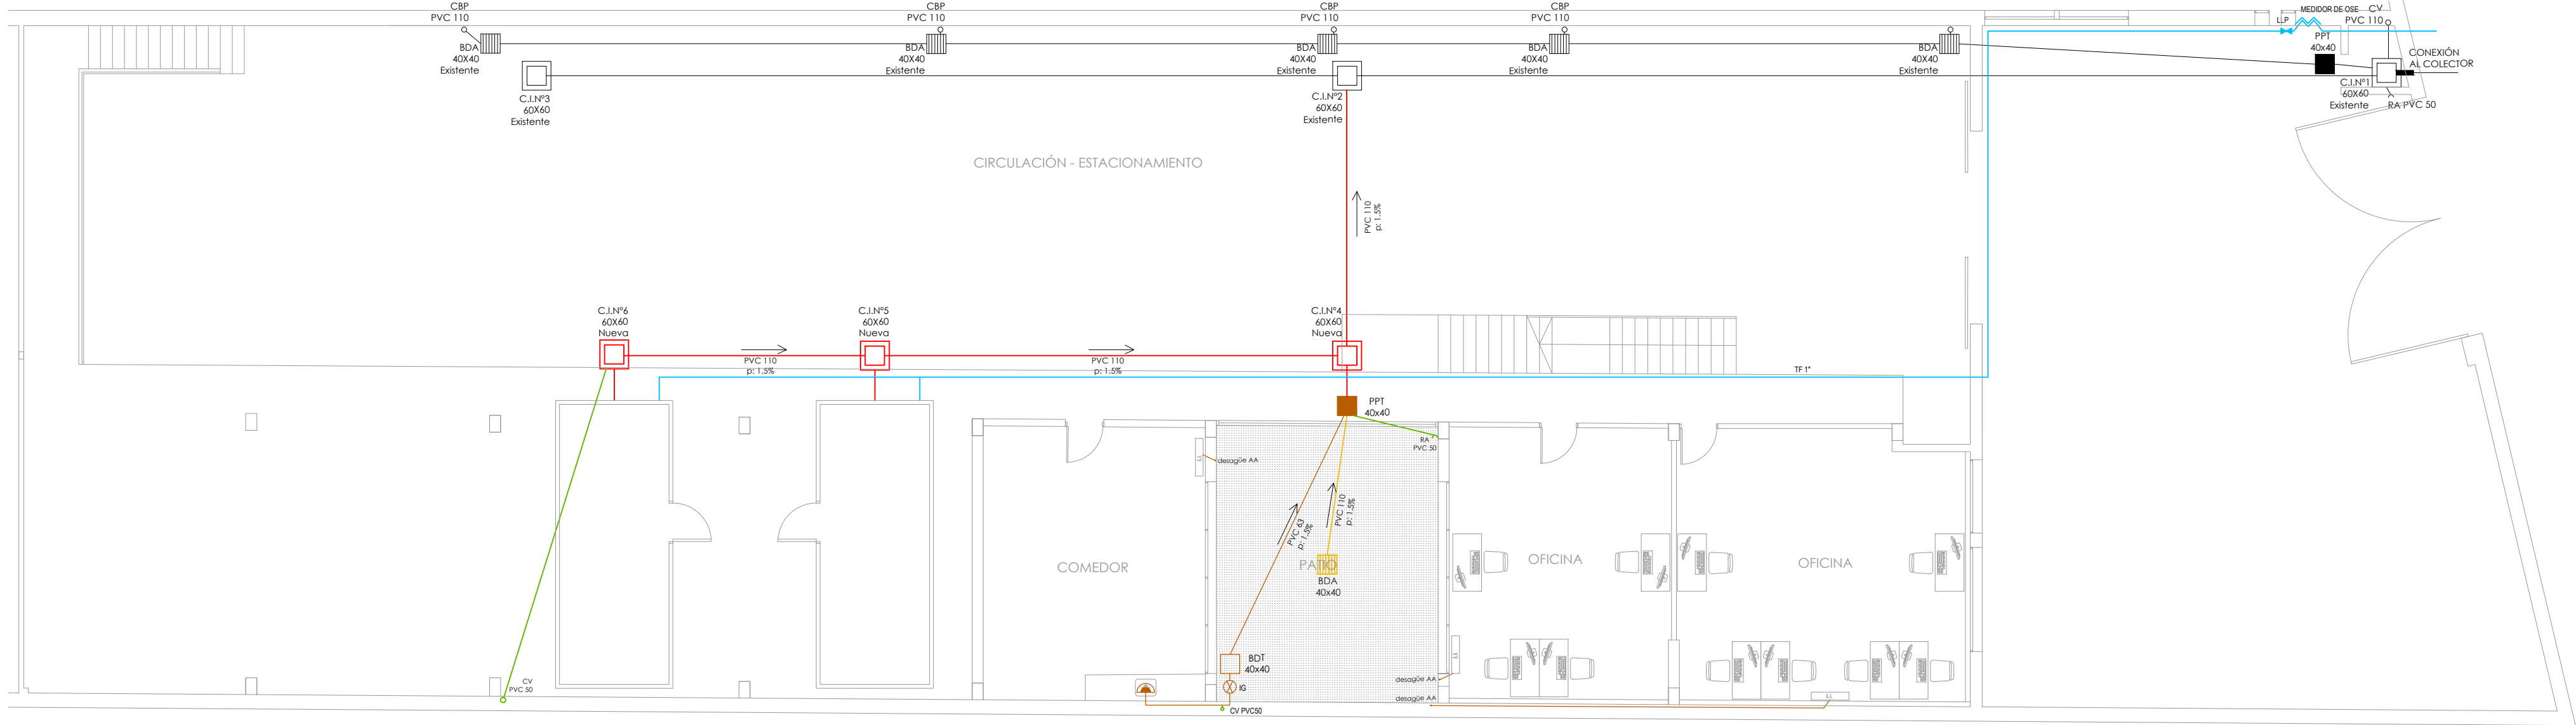 CBP
PVC 110
CBP
PVC 110
CBP
PVC 110
CBP
PVC 110
MEDIDOR DE OSE
CV
PVC 110
LLP
BDA
40X40
Existente
BDA
40X40
Existente
BDA
40X40
Existente
BDA
40X40
Existente
BDA
40X40
Existente
PPT
40x40
CONEXIÓN
AL COLECTOR
C.I.Nº3
60X60
Existente
C.I.Nº2
60X60
Existente
C.I.Nº1
60X60
Existente
RA PVC 50
CIRCULACIÓN - ESTACIONAMIENTO
PVC 110
p: 1.5%
C.I.Nº6
60X60
Nueva
C.I.Nº5
60X60
Nueva
C.I.Nº4
60X60
Nueva
PVC 110
p: 1.5%
PVC 110
p: 1.5%
TF 1"
PPT
40x40
RA
PVC 50
desagüe AA
PVC 63
p: 1.5%
PVC 110
p: 1.5%
COMEDOR
PATIO
BDA
40x40
OFICINA
OFICINA
BDT
40x40
IG
CV
PVC 50
desagüe AA
desagüe AA
CV PVC50